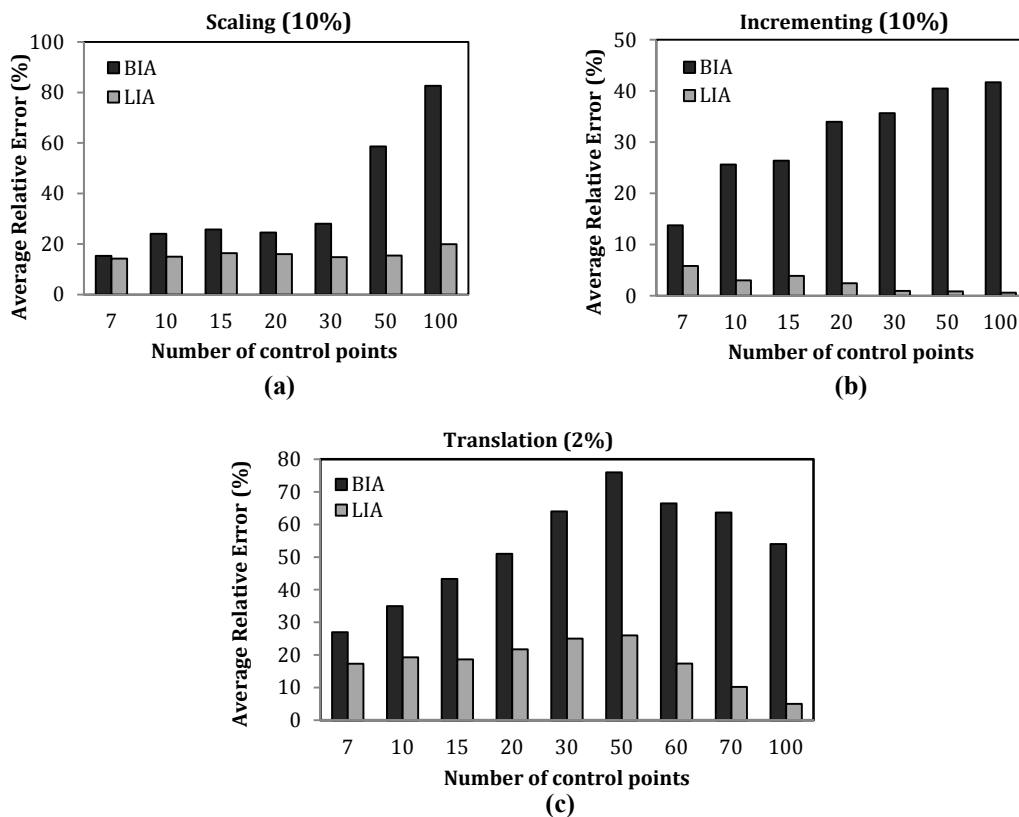 Scaling (10%)
Average Relative Error (%)
100
80
60
40
20
0
BIA
LIA
7 10 15 20 30 50 100
Number of control points
(a)
Incrementing (10%)
Average Relative Error (%)
50
40
30
20
10
0
BIA
LIA
7 10 15 20 30 50 100
Number of control points
(b)
Translation (2%)
Average Relative Error (%)
80
70
60
50
40
30
20
10
0
BIA
LIA
7 10 15 20 30 50 60 70 100
Number of control points
(c)